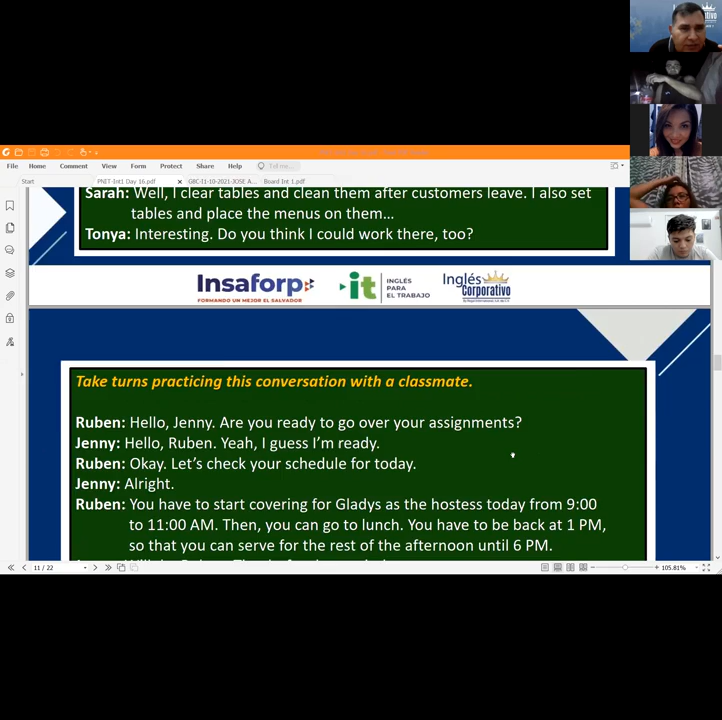 File Home Comment View Form Protect Share Help Tell me...
Start PNET-Int1 Day 16.pdf GBC-I1-10-2021-JOSE A... Board Int 1.pdf
Sarah: Well, I clear tables and clean them after customers leave. I also set
tables and place the menus on them...
Tonya: Interesting. Do you think I could work there, too?
Insaforp
FORMANDO UN MEJOR EL SALVADOR
it INGLÉS
PARA
EL TRABAJO
Inglés
Corporativo
Take turns practicing this conversation with a classmate.
Ruben: Hello, Jenny. Are you ready to go over your assignments?
Jenny: Hello, Ruben. Yeah, I guess I'm ready.
Ruben: Okay. Let's check your schedule for today.
Jenny: Alright.
Ruben: You have to start covering for Gladys as the hostess today from 9:00
to 11:00 AM. Then, you can go to lunch. You have to be back at 1 PM,
so that you can serve for the rest of the afternoon until 6 PM.
11 / 22
105.81%